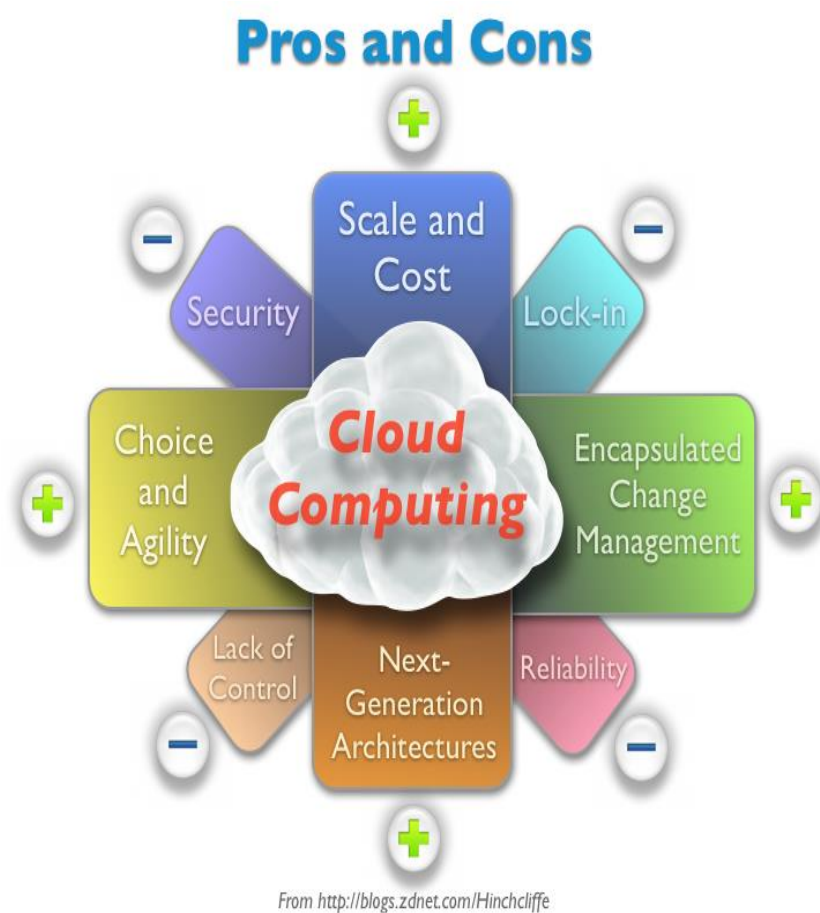 Pros and Cons
Scale and
Cost
Security
Lock-in
Cloud
Computing
Choice
and
Agility
Encapsulated
Change
Management
Lack of
Control
Next-
Generation
Architectures
Reliability
From http://blogs.zdnet.com/Hinchcliffe